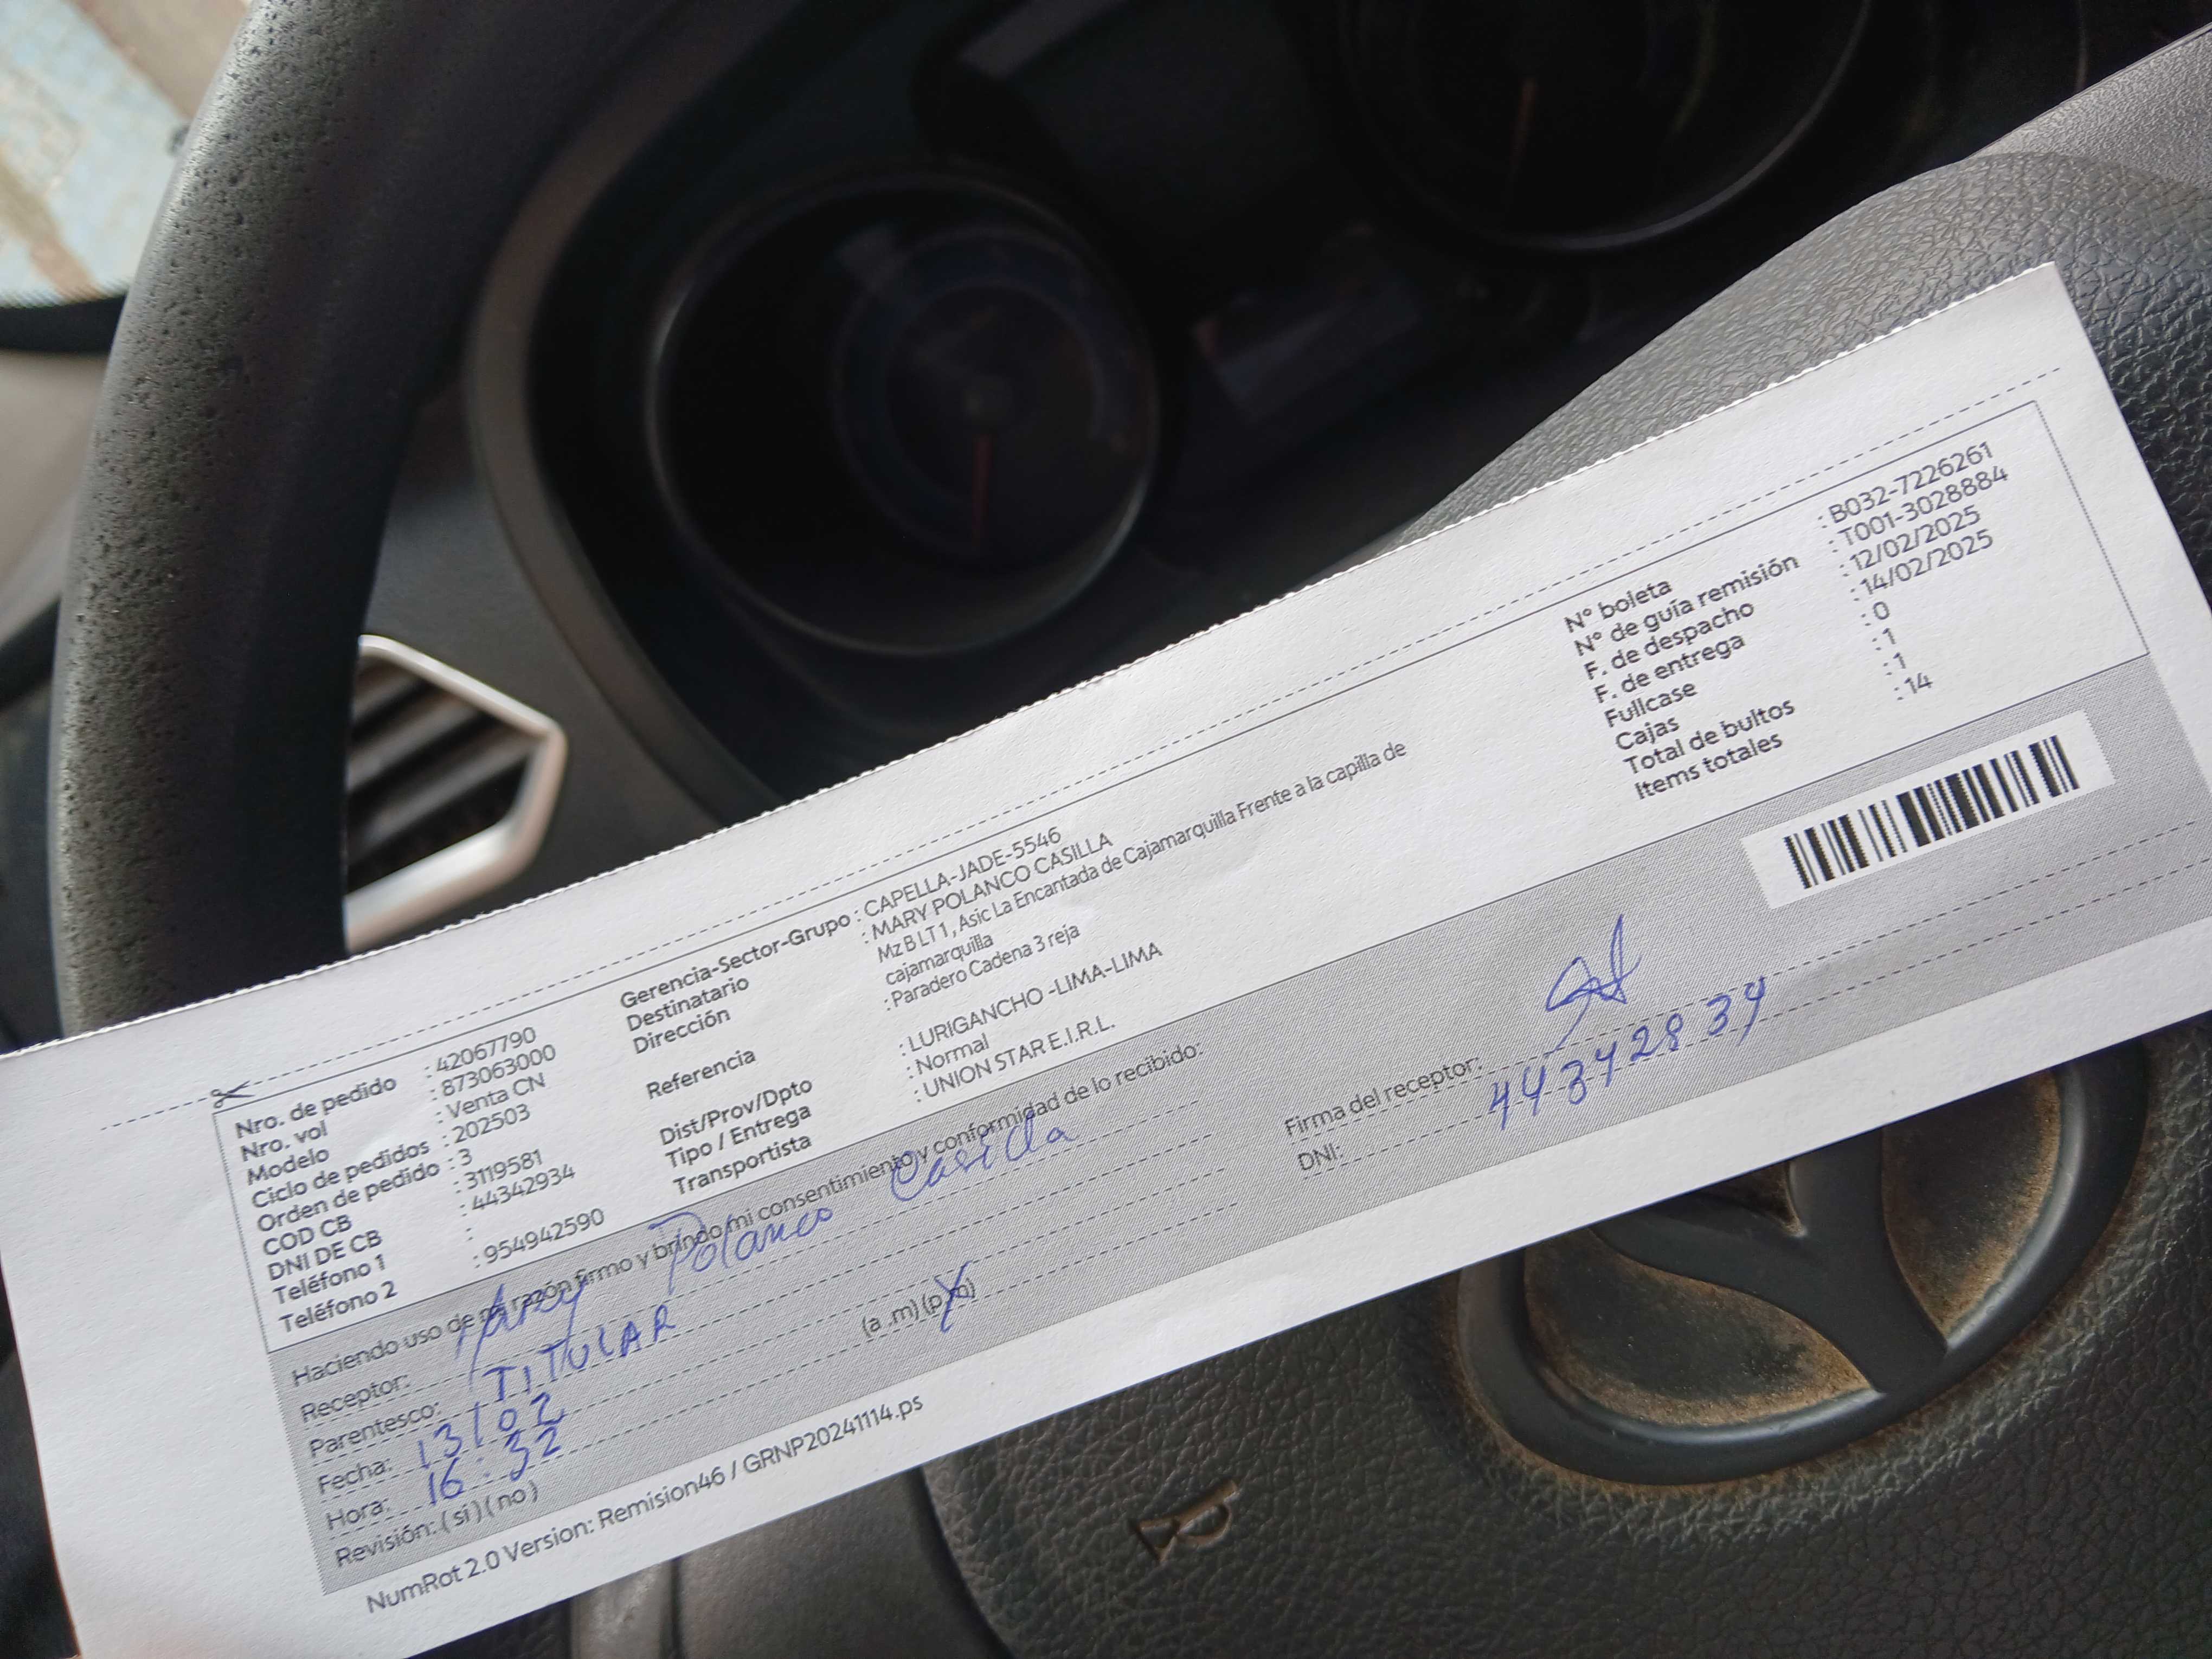 Nro. de pedido : 42067790
Nro. vol : 873063000
Modelo : Venta CN
Ciclo de pedidos : 202503
Orden de pedido : 3
COD CB : 3119581
DNI DE CB : 44342934
Teléfono 1 :
Teléfono 2 : 954942590
Gerencia-Sector-Grupo : CAPELLA-JADE-5546
Destinatario : MARY POLANCO CASILLA
Dirección Mz B LT 1 , Asic La Encantada de Cajamarquilla Frente a la capilla de
cajamarquilla
Referencia : Paradero Cadena 3 reja
Dist/Prov/Dpto : LURIGANCHO -LIMA-LIMA
Tipo / Entrega : Normal
Transportista : UNION STAR E.I.R.L.
N° boleta : B032-7226261
N° de guía remisión : T001-3028884
F. de despacho : 12/02/2025
F. de entrega : 14/02/2025
Fullcase : 0
Cajas : 1
Total de bultos : 1
Items totales : 14
Haciendo uso de mi razón firmo y brindo mi consentimiento y conformidad de lo recibido:
Receptor: Mary Polanco Casilla
Parentesco: TITULAR
Fecha: 13/02
Hora: 16:32 (a .m) (p.m)
Revisión: ( si ) ( no )
Firma del receptor:
DNI: 44342834
NumRot 2.0 Version: Remision46 / GRNP20241114.ps